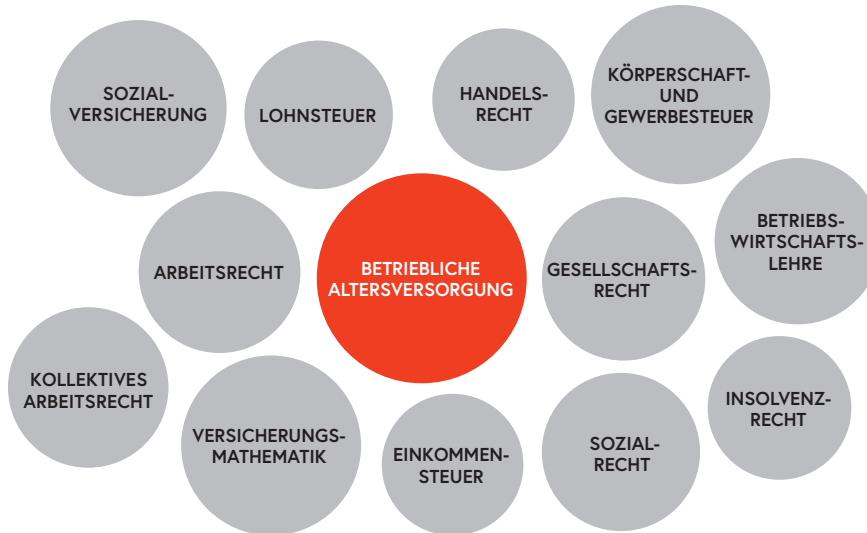 SOZIAL-
VERSICHERUNG
LOHNSTEUER
HANDELS-
RECHT
KÖRPERSCHAFT-
UND
GEWERBESTEUER
ARBEITSRECHT
BETRIEBLICHE
ALTERSVERSORGUNG
GESELLSCHAFTS-
RECHT
BETRIEBS-
WIRTSCHAFTS-
LEHRE
KOLLEKTIVES
ARBEITSRECHT
VERSICHERUNGS-
MATHEMATIK
EINKOMMEN-
STEUER
SOZIAL-
RECHT
INSOLVENZ-
RECHT